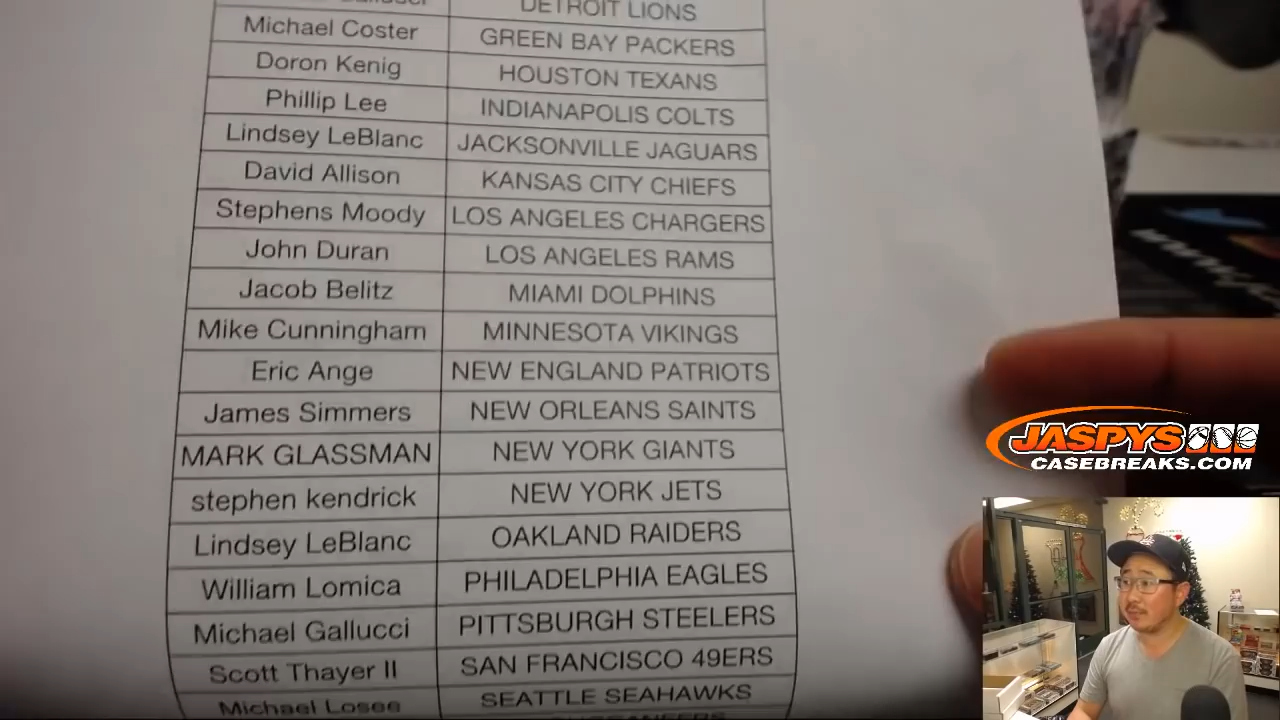 DETROIT LIONS
Michael Coster GREEN BAY PACKERS
Doron Kenig HOUSTON TEXANS
Phillip Lee INDIANAPOLIS COLTS
Lindsey LeBlanc JACKSONVILLE JAGUARS
David Allison KANSAS CITY CHIEFS
Stephens Moody LOS ANGELES CHARGERS
John Duran LOS ANGELES RAMS
Jacob Belitz MIAMI DOLPHINS
Mike Cunningham MINNESOTA VIKINGS
Eric Ange NEW ENGLAND PATRIOTS
James Simmers NEW ORLEANS SAINTS
MARK GLASSMAN NEW YORK GIANTS
stephen kendrick NEW YORK JETS
Lindsey LeBlanc OAKLAND RAIDERS
William Lomica PHILADELPHIA EAGLES
Michael Gallucci PITTSBURGH STEELERS
Scott Thayer II SAN FRANCISCO 49ERS
Michael Losee SEATTLE SEAHAWKS
JASPYS
CASEBREAKS.COM